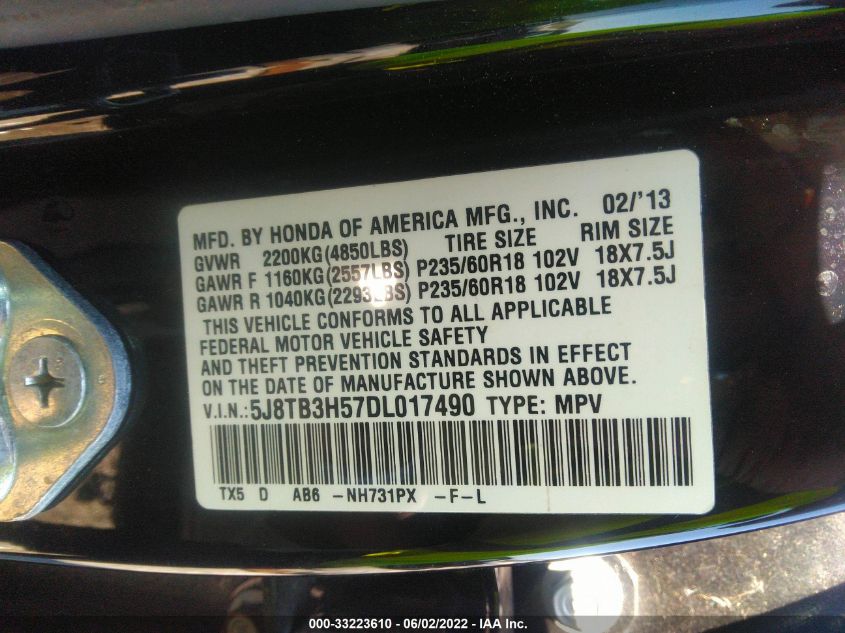 MFD. BY HONDA OF AMERICA MFG., INC. 02/'13
GVWR 2200KG(4850LBS) TIRE SIZE RIM SIZE
GAWR F 1160KG(2557LBS) P235/60R18 102V 18X7.5J
GAWR R 1040KG(2293LBS) P235/60R18 102V 18X7.5J
THIS VEHICLE CONFORMS TO ALL APPLICABLE
FEDERAL MOTOR VEHICLE SAFETY
AND THEFT PREVENTION STANDARDS IN EFFECT
ON THE DATE OF MANUFACTURE SHOWN ABOVE.
V.I.N.:5J8TB3H57DL017490 TYPE: MPV
TX5 D AB6 -NH731PX -F-L
000-33223610 - 06/02/2022 - IAA Inc.